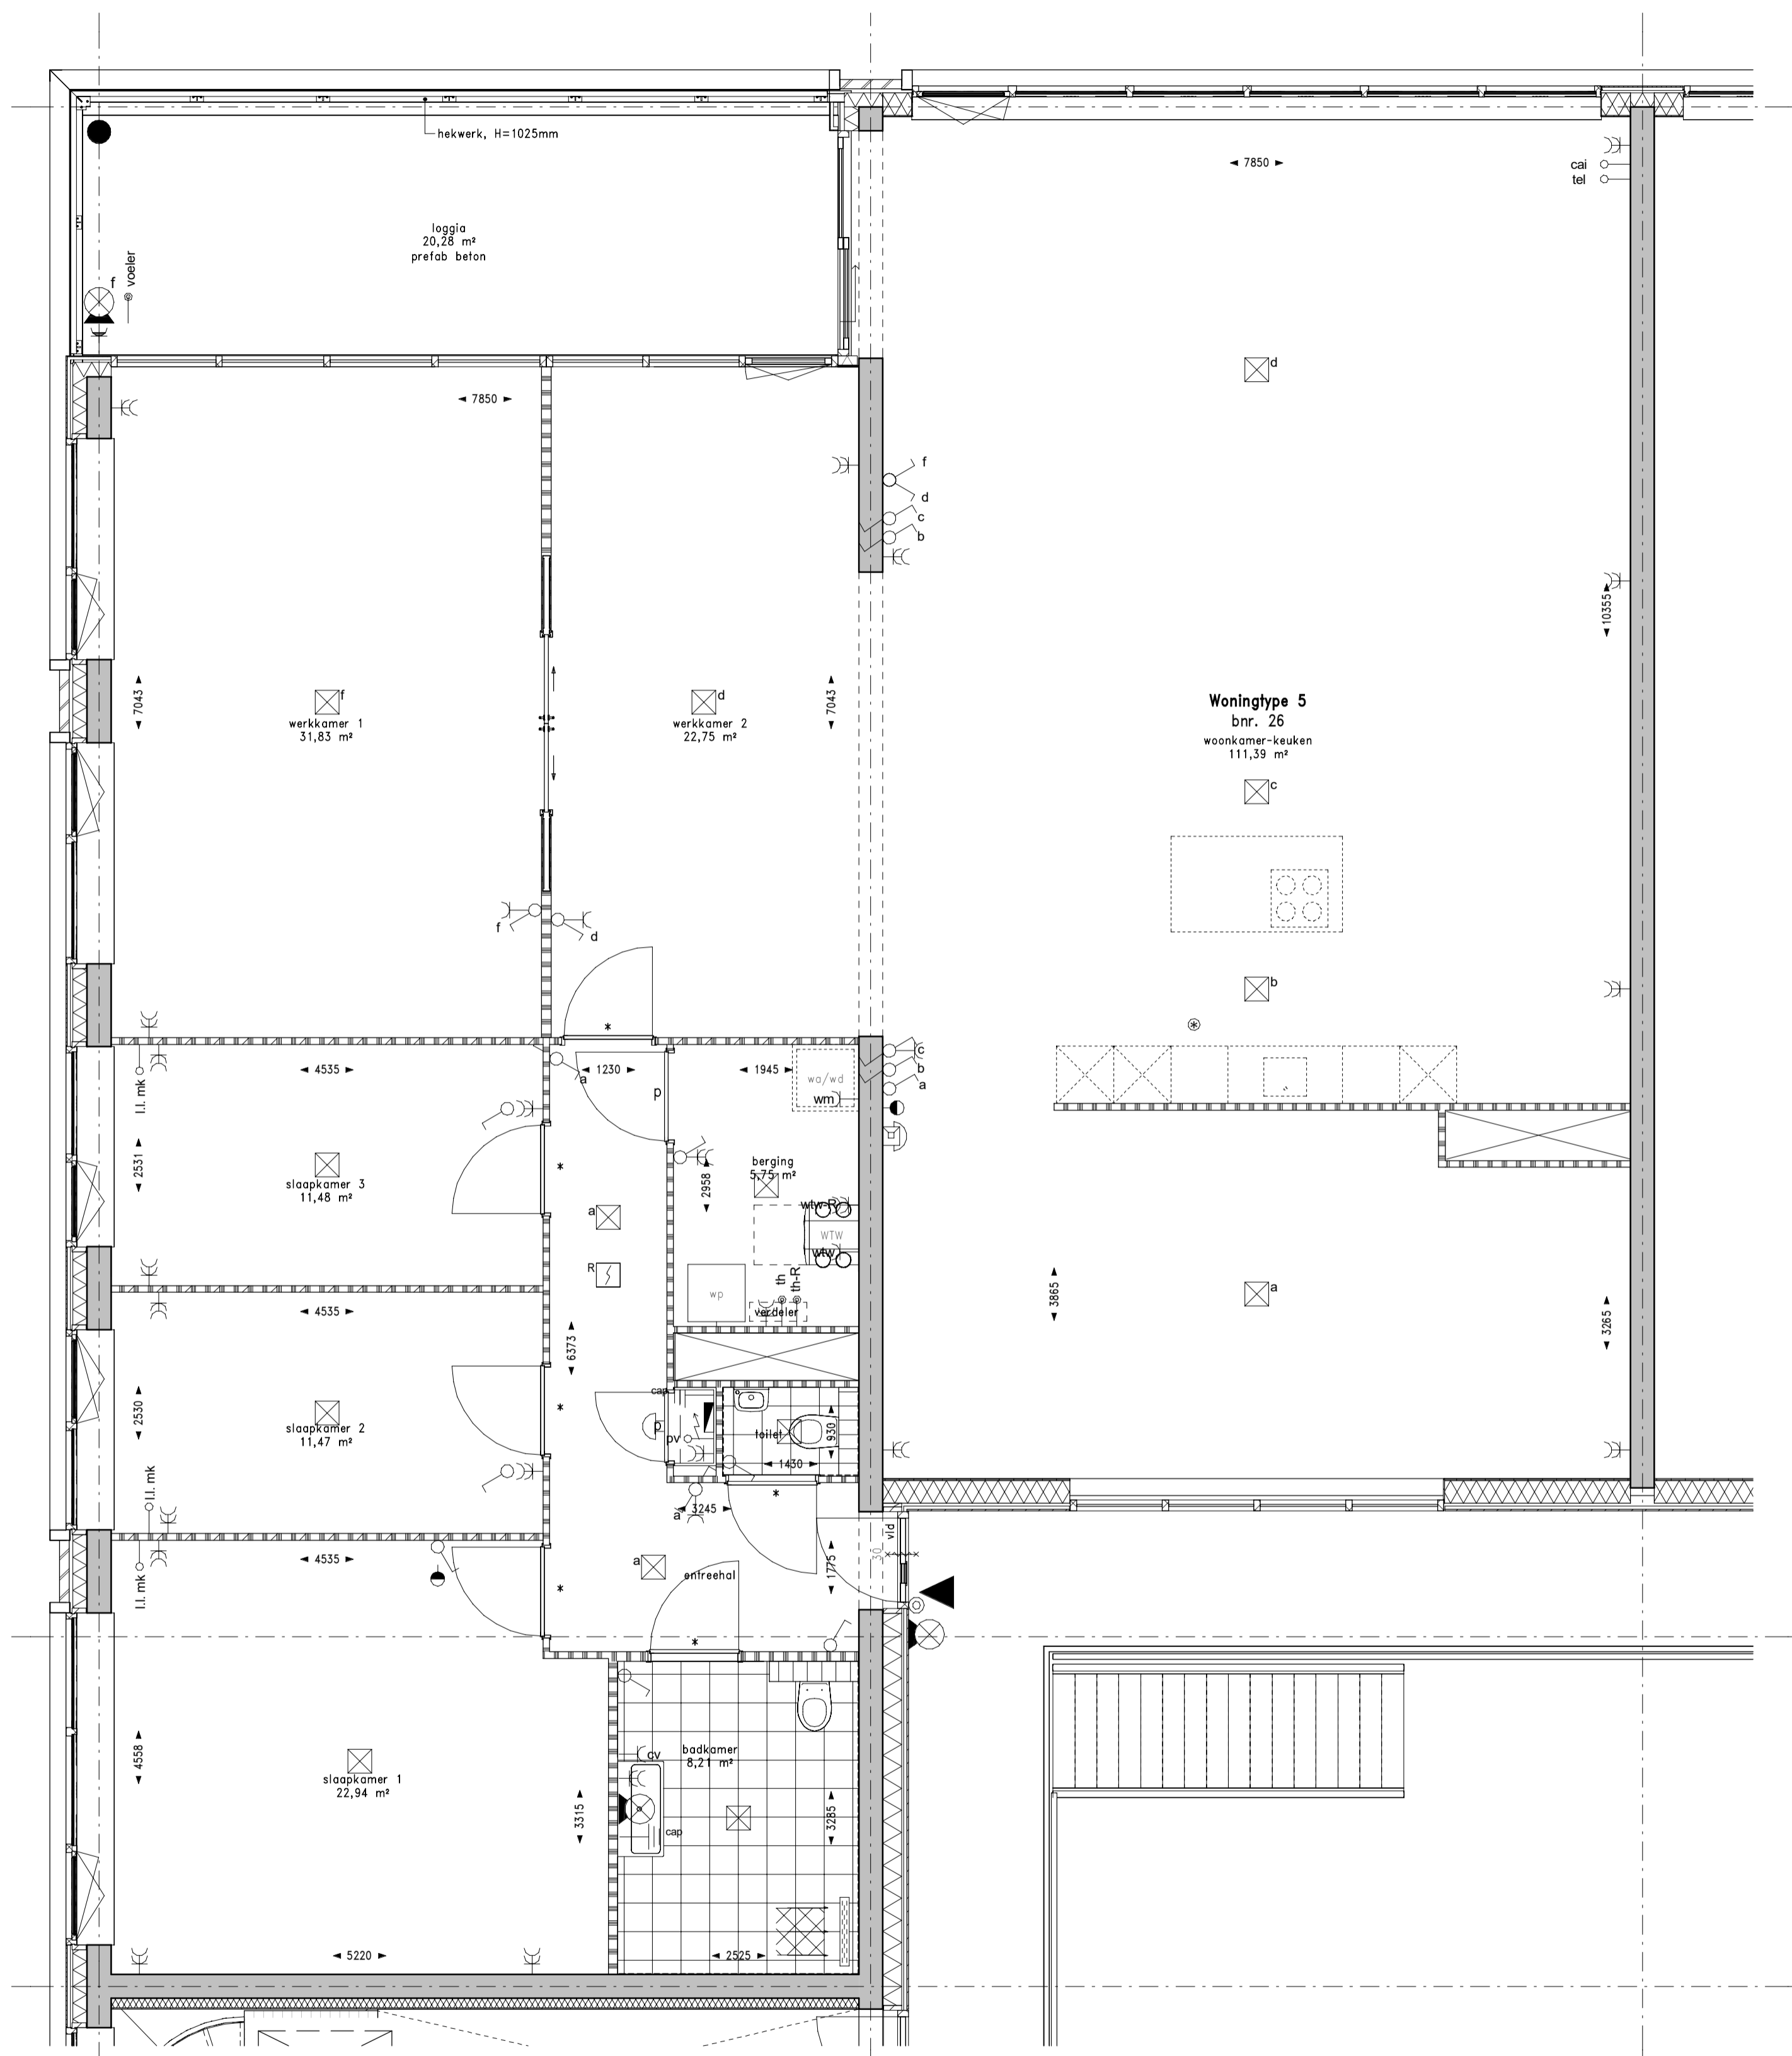 hekwerk, H=1025mm
7850
cai
tel
loggia
20,28 m²
prefab beton
f
voeler
d
7850
f
d
c
b
10355
7043
f
werkkamer 1
31,83 m²
d
werkkamer 2
22,75 m²
7043
Woningtype 5
bnr. 26
woonkamer-keuken
111,39 m²
c
f
d
b
*
*
4535
a
1230
1945
wa/wd
wm
c
b
a
l.l. mk
p
2531
slaapkamer 3
11,48 m²
*
2958
berging
5,75 m²
a
wtw-R
WTW
wtw
R
wp
th
th-R
verdeler
3865
a
3265
4535
6373
2530
slaapkamer 2
11,47 m²
*
cap
p
pv
toilet
930
1430
l.l. mk
*
a
3245
4535
l.l. mk
a
entreehal
1775
30
vld
*
*
4558
slaapkamer 1
22,94 m²
cv
badkamer
8,21 m²
3315
cap
3285
5220
2525